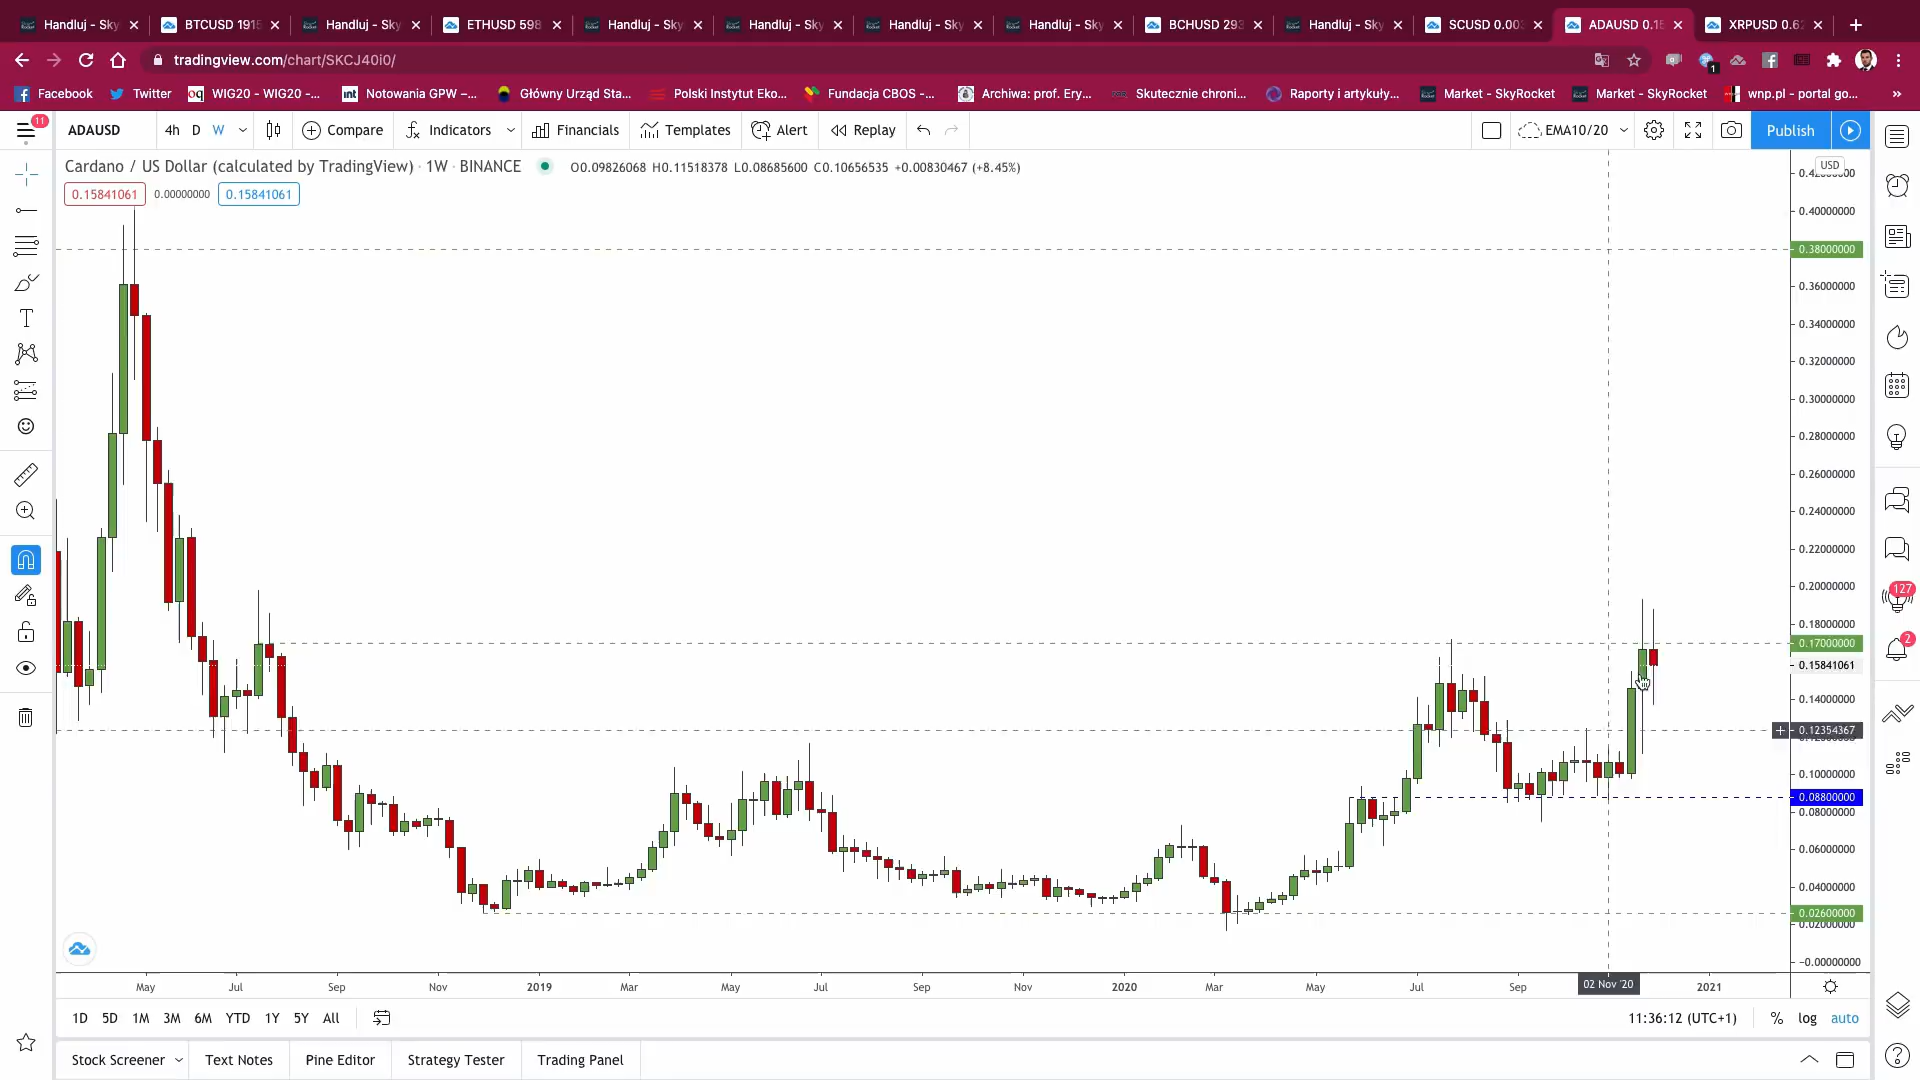 Handluj - Sky
BTCUSD 1915
Handluj - Sky
ETHUSD 598
Handluj - Sky
Handluj - Sky
Handluj - Sky
Handluj - Sky
BCHUSD 293
Handluj - Sky
SCUSD 0.003
ADAUSD 0.15
XRPUSD 0.62
tradingview.com/chart/SKCJ40i0/
1
Facebook
Twitter
WIG20 - WIG20 -...
int
Notowania GPW –...
Główny Urząd Sta...
Polski Instytut Eko...
Fundacja CBOS -...
Archiwa: prof. Ery...
Skutecznie chroni...
Raporty i artykuły...
Market - SkyRocket
Market - SkyRocket
wnp.pl - portal go...
»
11
ADAUSD
4h
D
W
Compare
Indicators
Financials
Templates
Alert
Replay
EMA10/20
Publish
Cardano / US Dollar (calculated by TradingView) · 1W · BINANCE
O0.09826068 H0.11518378 L0.08685600 C0.10656535 +0.00830467 (+8.45%)
0.15841061
0.00000000
0.15841061
USD
0.40000000
0.38000000
0.36000000
0.34000000
0.32000000
0.30000000
0.28000000
0.26000000
0.24000000
0.22000000
0.20000000
0.18000000
0.17000000
0.15841061
0.14000000
0.12354367
0.10000000
0.08800000
0.08000000
0.06000000
0.04000000
0.02600000
0.02000000
-0.00000000
127
2
May
Jul
Sep
Nov
2019
Mar
May
Jul
Sep
Nov
2020
Mar
May
Jul
Sep
02 Nov '20
2021
1D
5D
1M
3M
6M
YTD
1Y
5Y
All
11:36:12 (UTC+1)
%
log
auto
Stock Screener
Text Notes
Pine Editor
Strategy Tester
Trading Panel